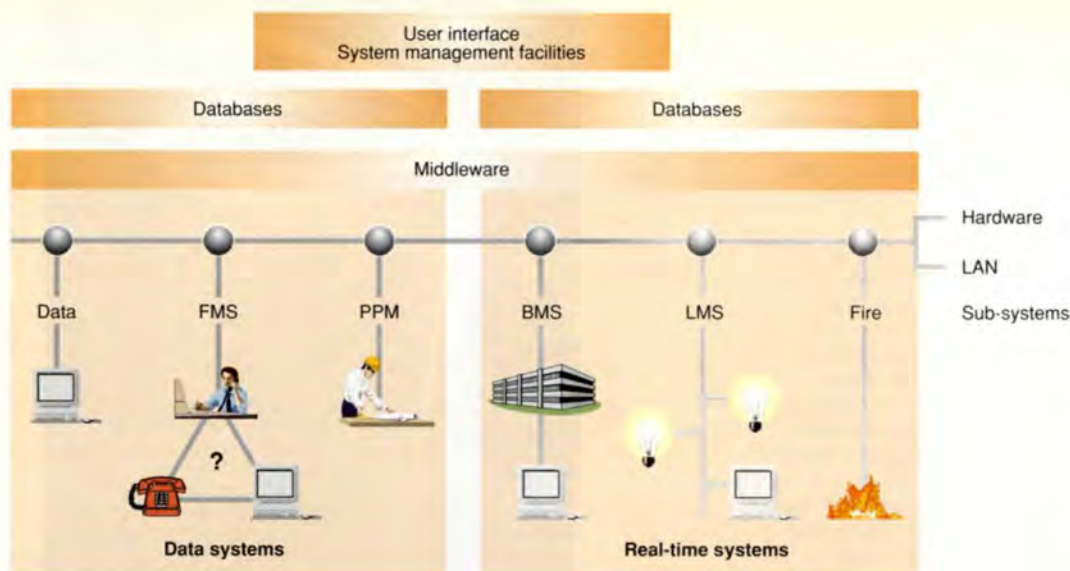 User interface
System management facilities
Databases
Databases
Middleware
Hardware
LAN
Data
FMS
PPM
BMS
LMS
Fire
Sub-systems
?
Data systems
Real-time systems